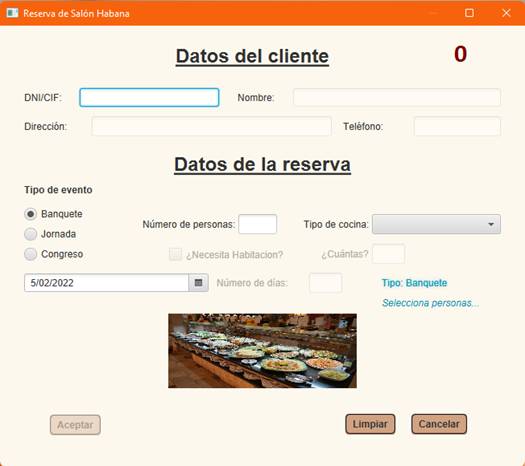 Reserva de Salón Habana
Datos del cliente 0
DNI/CIF: Nombre:
Dirección: Teléfono:
Datos de la reserva
Tipo de evento
Banquete
Número de personas: Tipo de cocina:
Jornada
Congreso ¿Necesita Habitacion? ¿Cuántas?
5/02/2022 Número de días: Tipo: Banquete
Selecciona personas...
Aceptar Limpiar Cancelar